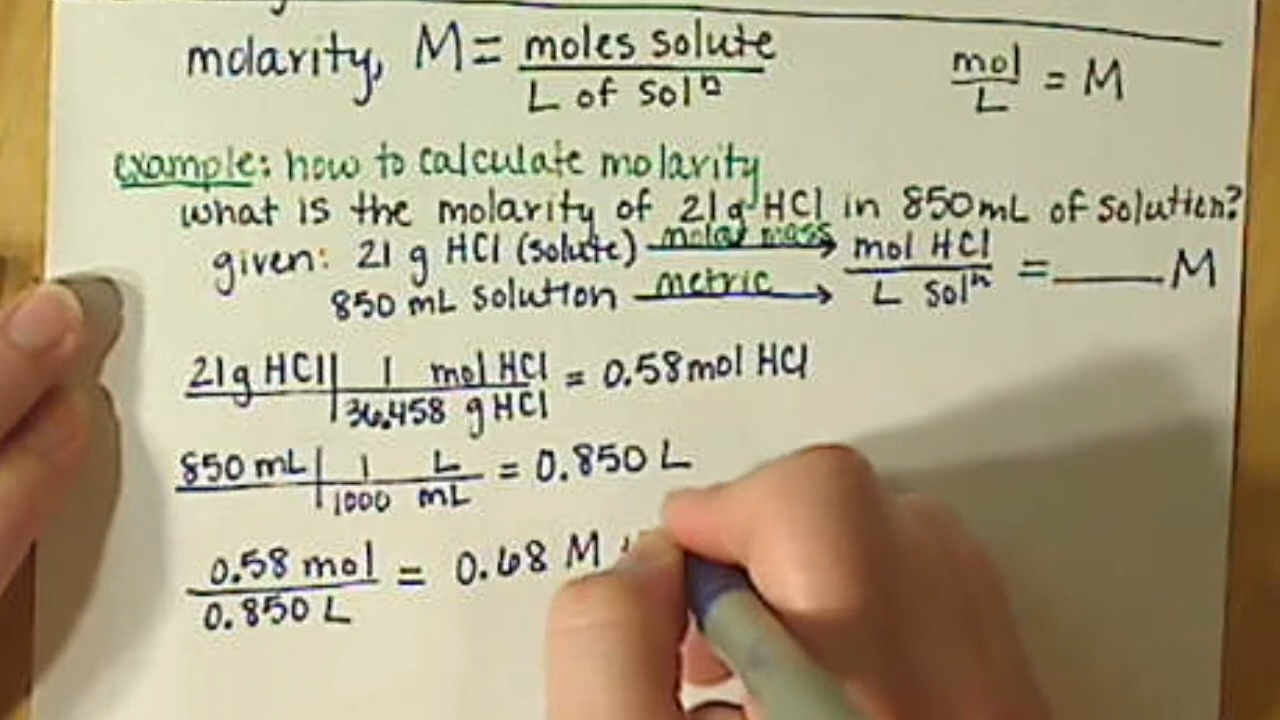 molarity, M = moles solute / L of solⁿ mol / L = M
example: how to calculate molarity
what is the molarity of 21g HCl in 850mL of solution?
given: 21 g HCl (solute) molar mass → mol HCl / L solⁿ = ___ M
850 mL solution metric →
21g HCl | 1 mol HCl / 36.458 g HCl = 0.58 mol HCl
850 mL | 1 L / 1000 mL = 0.850 L
0.58 mol / 0.850 L = 0.68 M